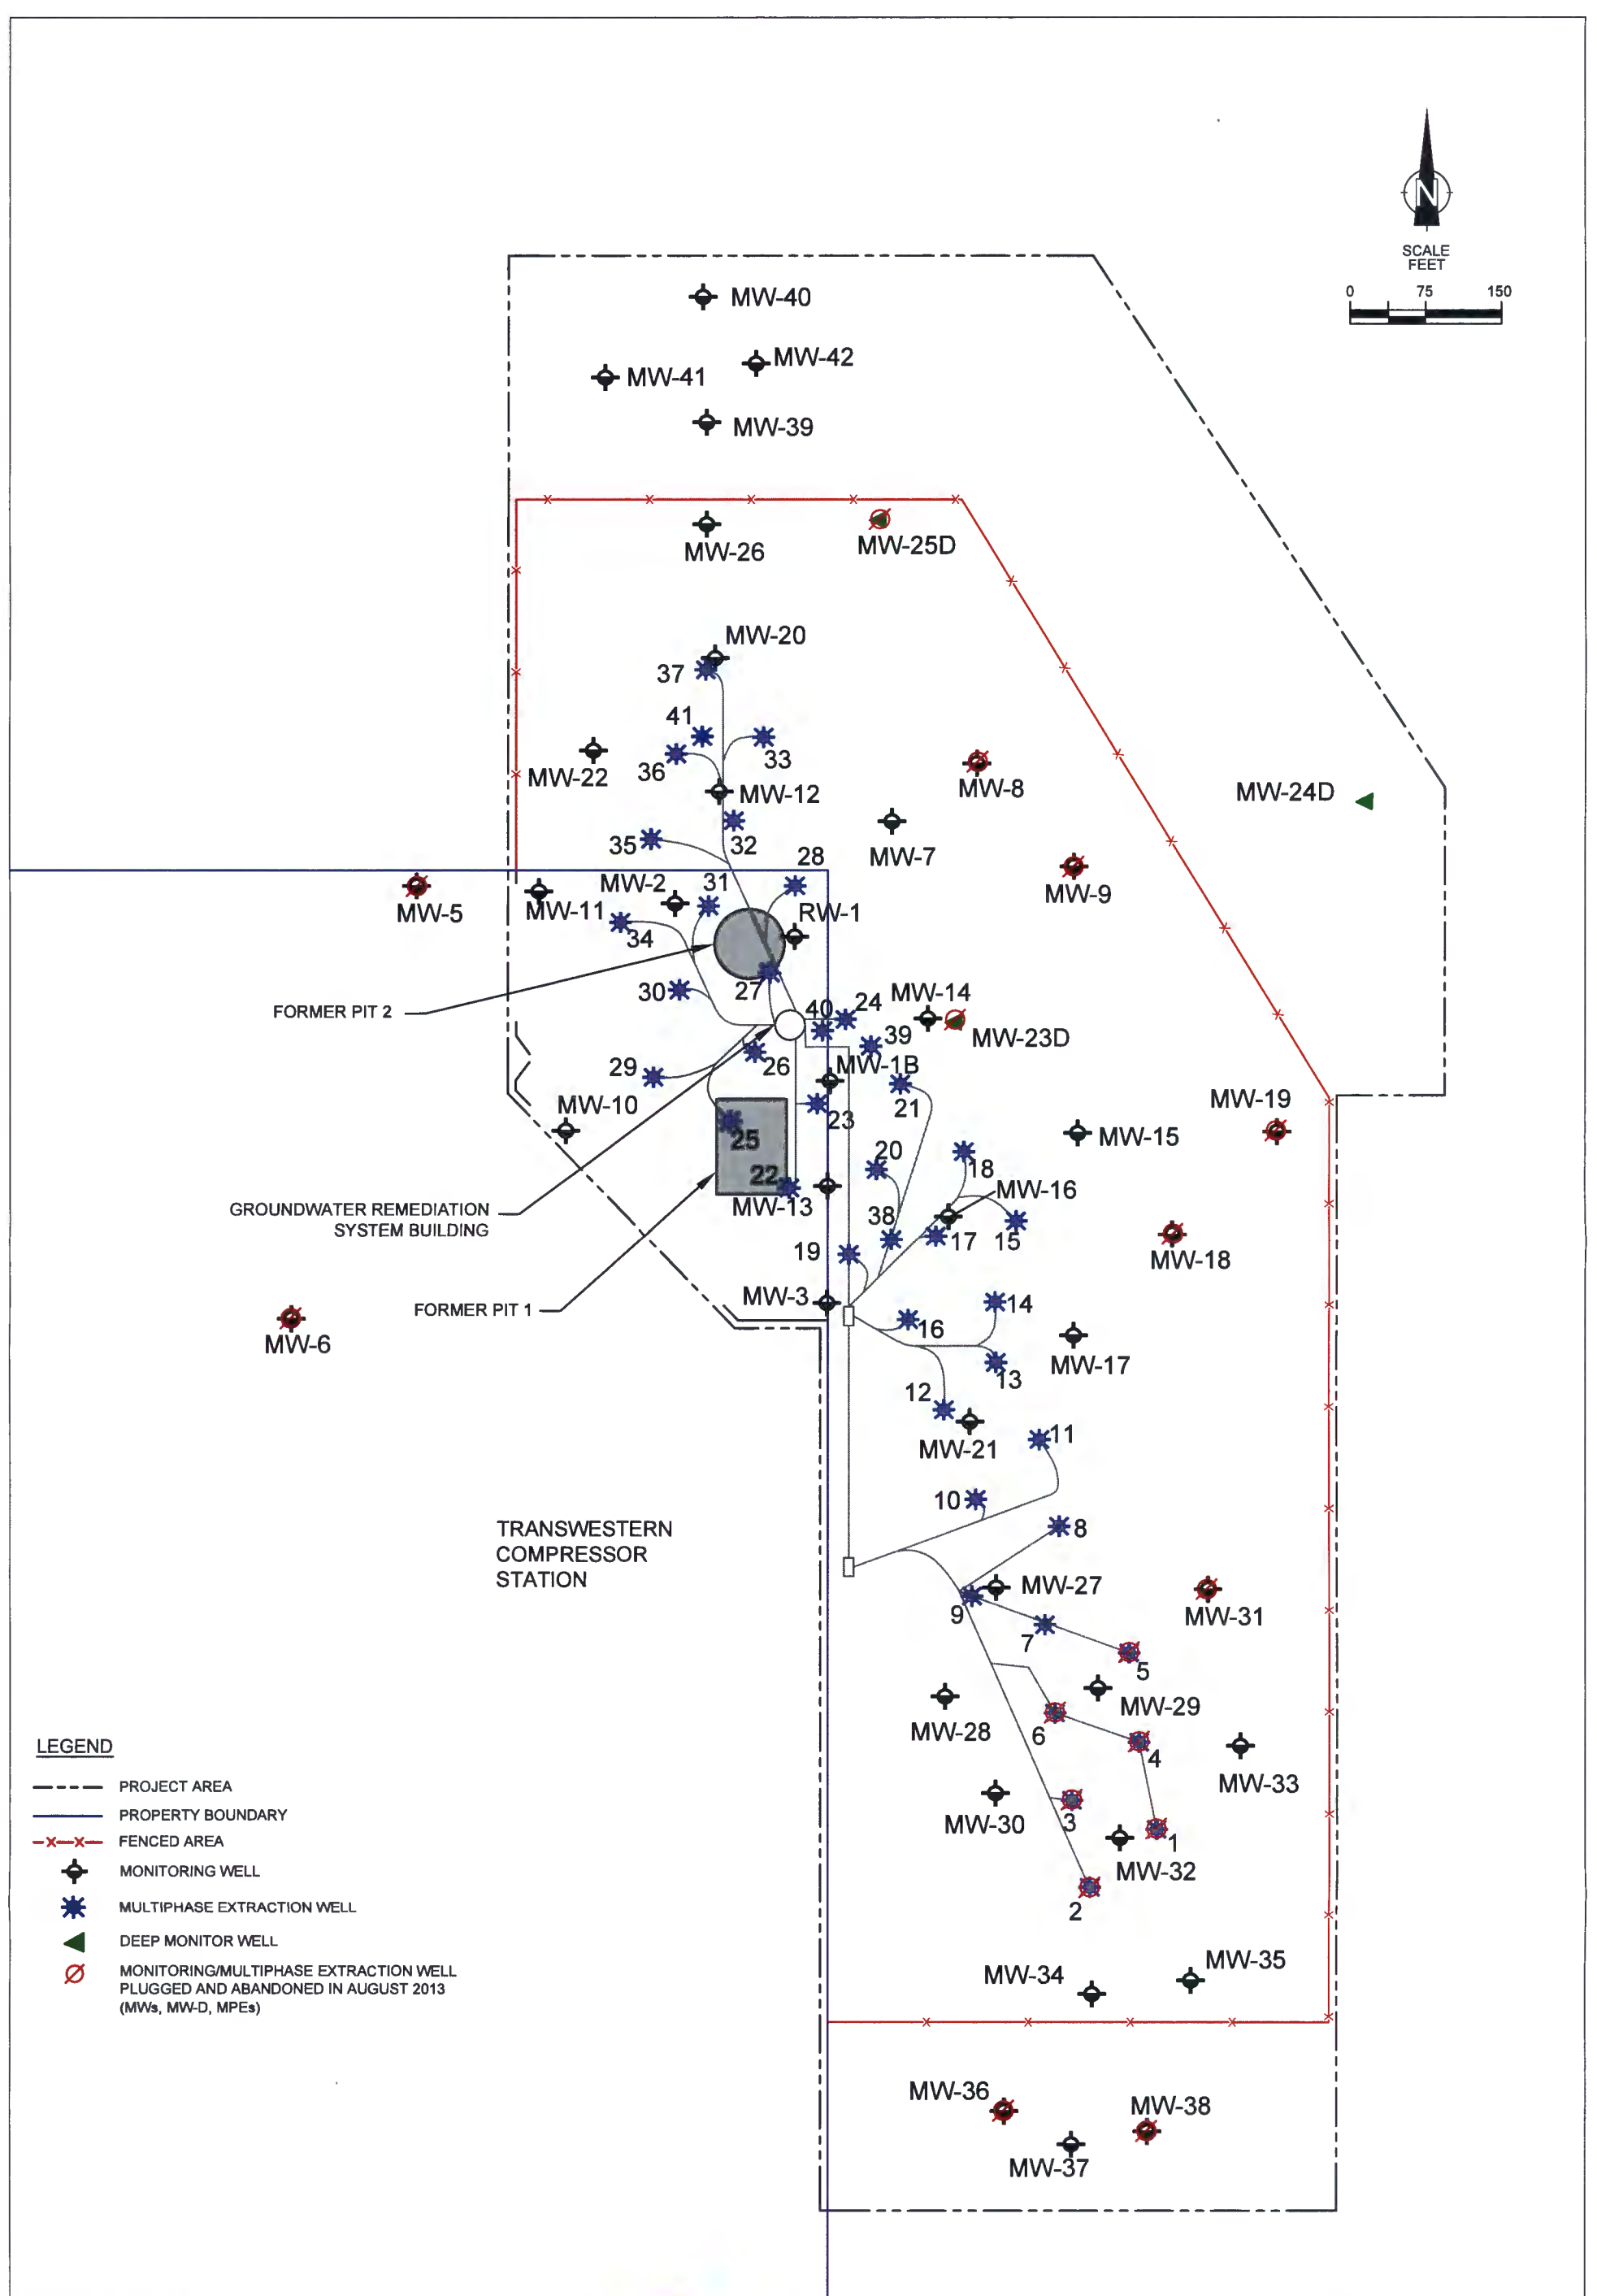 N
SCALE
FEET
0 75 150
MW-40
MW-42
MW-41
MW-39
MW-26
MW-25D
MW-20
37
41
33
36
MW-22
MW-12
MW-8
MW-24D
35
32
MW-7
28
MW-2
31
MW-9
MW-5
MW-11
RW-1
34
27
30
MW-14
FORMER PIT 2
40
24
39
MW-23D
26
MW-1B
29
21
MW-10
23
MW-19
25
MW-15
20
18
22
MW-16
MW-13
GROUNDWATER REMEDIATION
SYSTEM BUILDING
38
17
15
19
MW-18
MW-3
14
FORMER PIT 1
16
MW-6
MW-17
13
12
11
MW-21
10
8
TRANSWESTERN
COMPRESSOR
STATION
MW-27
9
MW-31
7
5
MW-29
MW-28
6
4
MW-33
MW-30
3
1
MW-32
2
LEGEND
PROJECT AREA
PROPERTY BOUNDARY
FENCED AREA
MONITORING WELL
MULTIPHASE EXTRACTION WELL
DEEP MONITOR WELL
MONITORING/MULTIPHASE EXTRACTION WELL
PLUGGED AND ABANDONED IN AUGUST 2013
(MWs, MW-D, MPEs)
MW-35
MW-34
MW-36
MW-38
MW-37